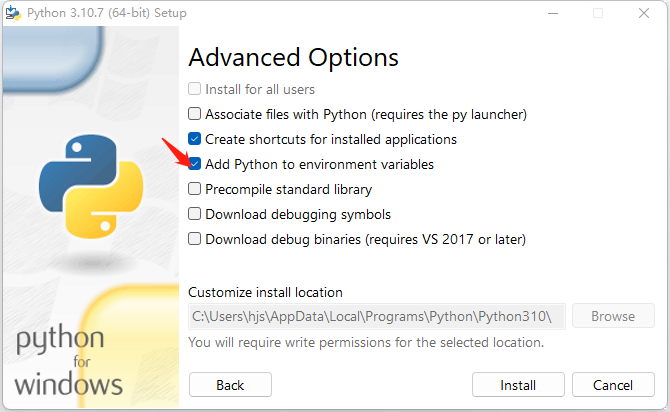 Python 3.10.7 (64-bit) Setup
Advanced Options
Install for all users
Associate files with Python (requires the py launcher)
Create shortcuts for installed applications
Add Python to environment variables
Precompile standard library
Download debugging symbols
Download debug binaries (requires VS 2017 or later)
Customize install location
C:\Users\hjs\AppData\Local\Programs\Python\Python310\
Browse
You will require write permissions for the selected location.
python
for
windows
Back
Install
Cancel